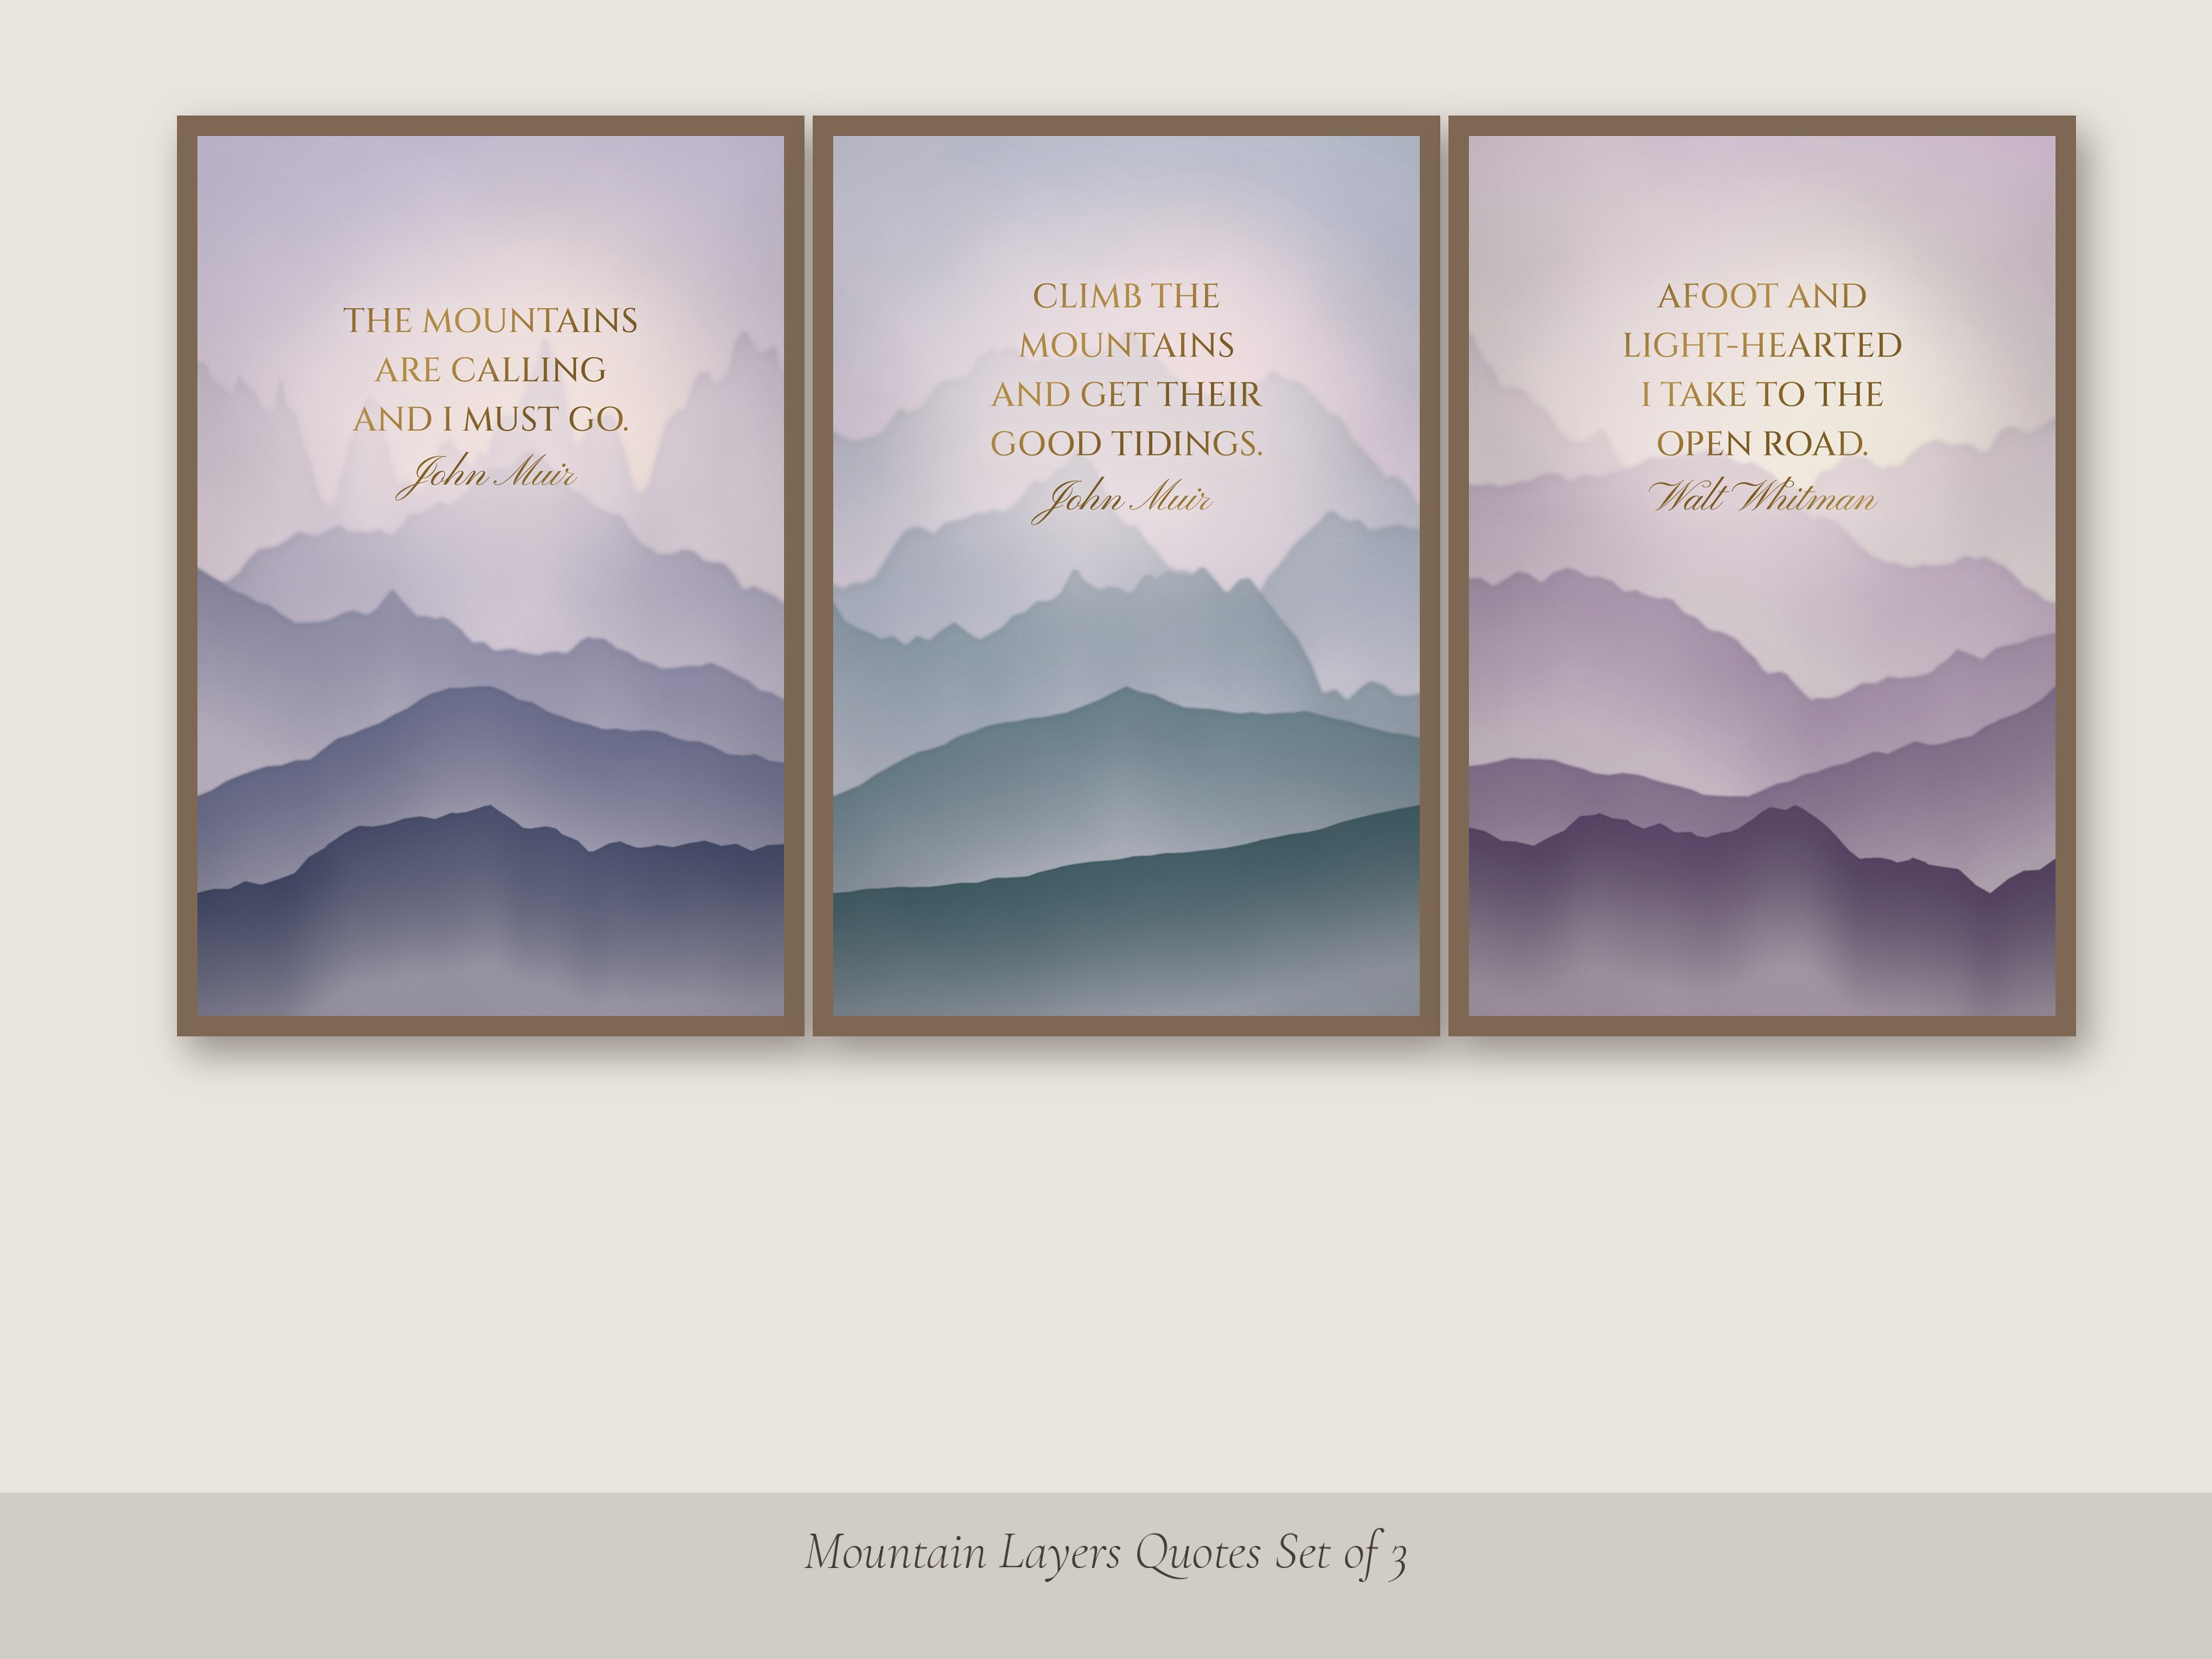 THE MOUNTAINS
ARE CALLING
AND I MUST GO.
John Muir
CLIMB THE
MOUNTAINS
AND GET THEIR
GOOD TIDINGS.
John Muir
AFOOT AND
LIGHT-HEARTED
I TAKE TO THE
OPEN ROAD.
Walt Whitman
Mountain Layers Quotes Set of 3